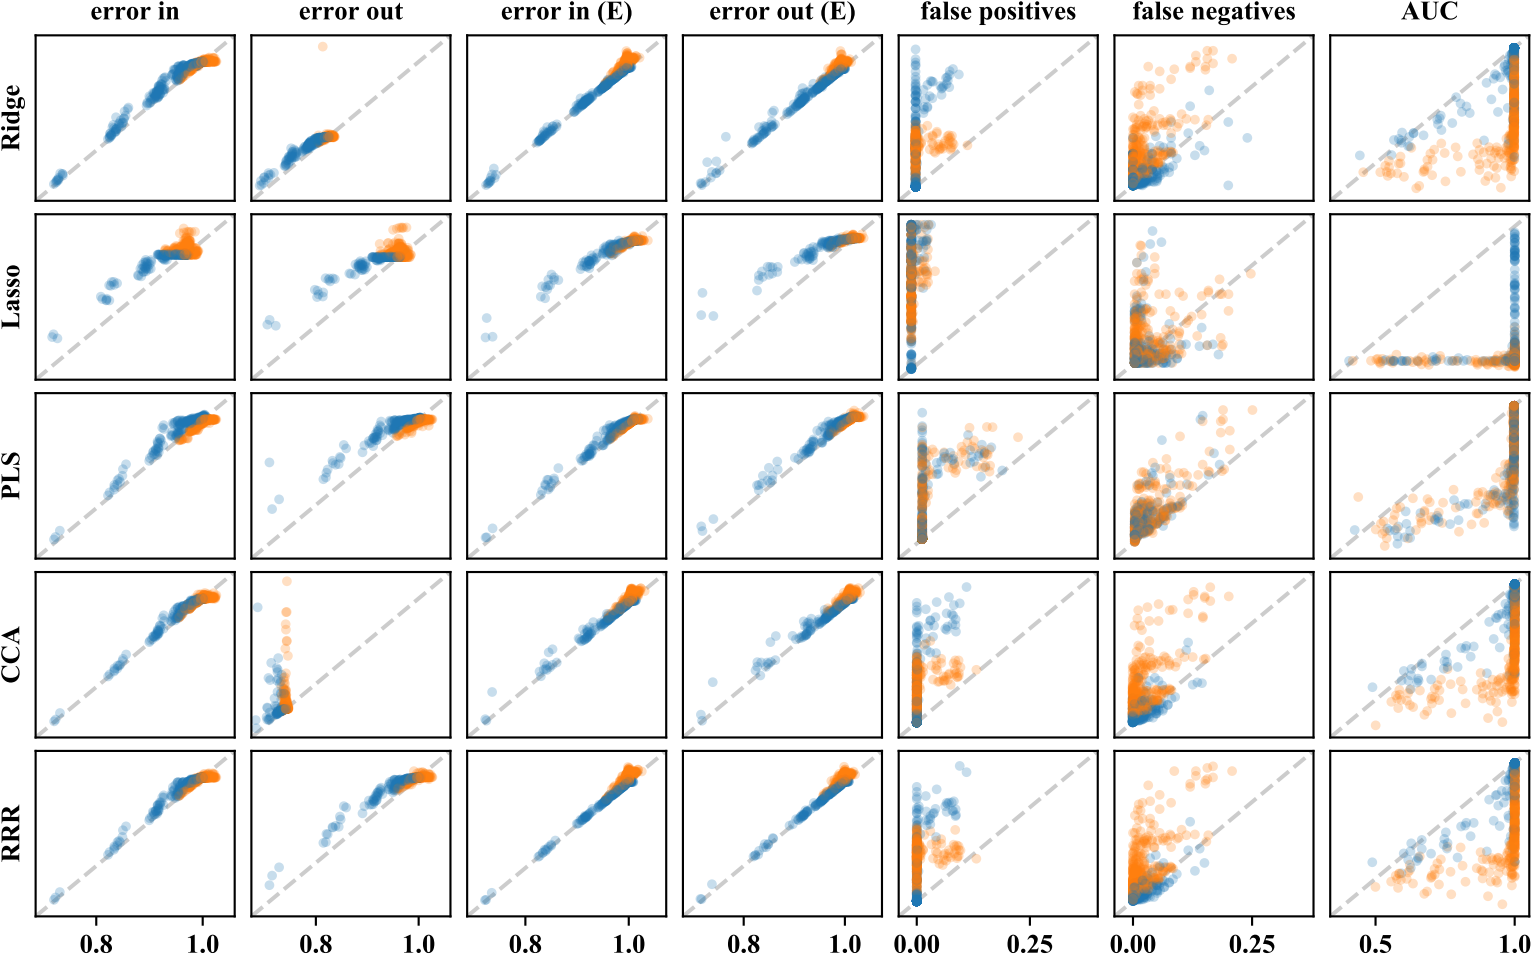 error in error out error in (E) error out (E) false positives false negatives AUC
Ridge
Lasso
PLS
CCA
RRR
0.8 1.0 0.8 1.0 0.8 1.0 0.8 1.0 0.00 0.25 0.00 0.25 0.5 1.0